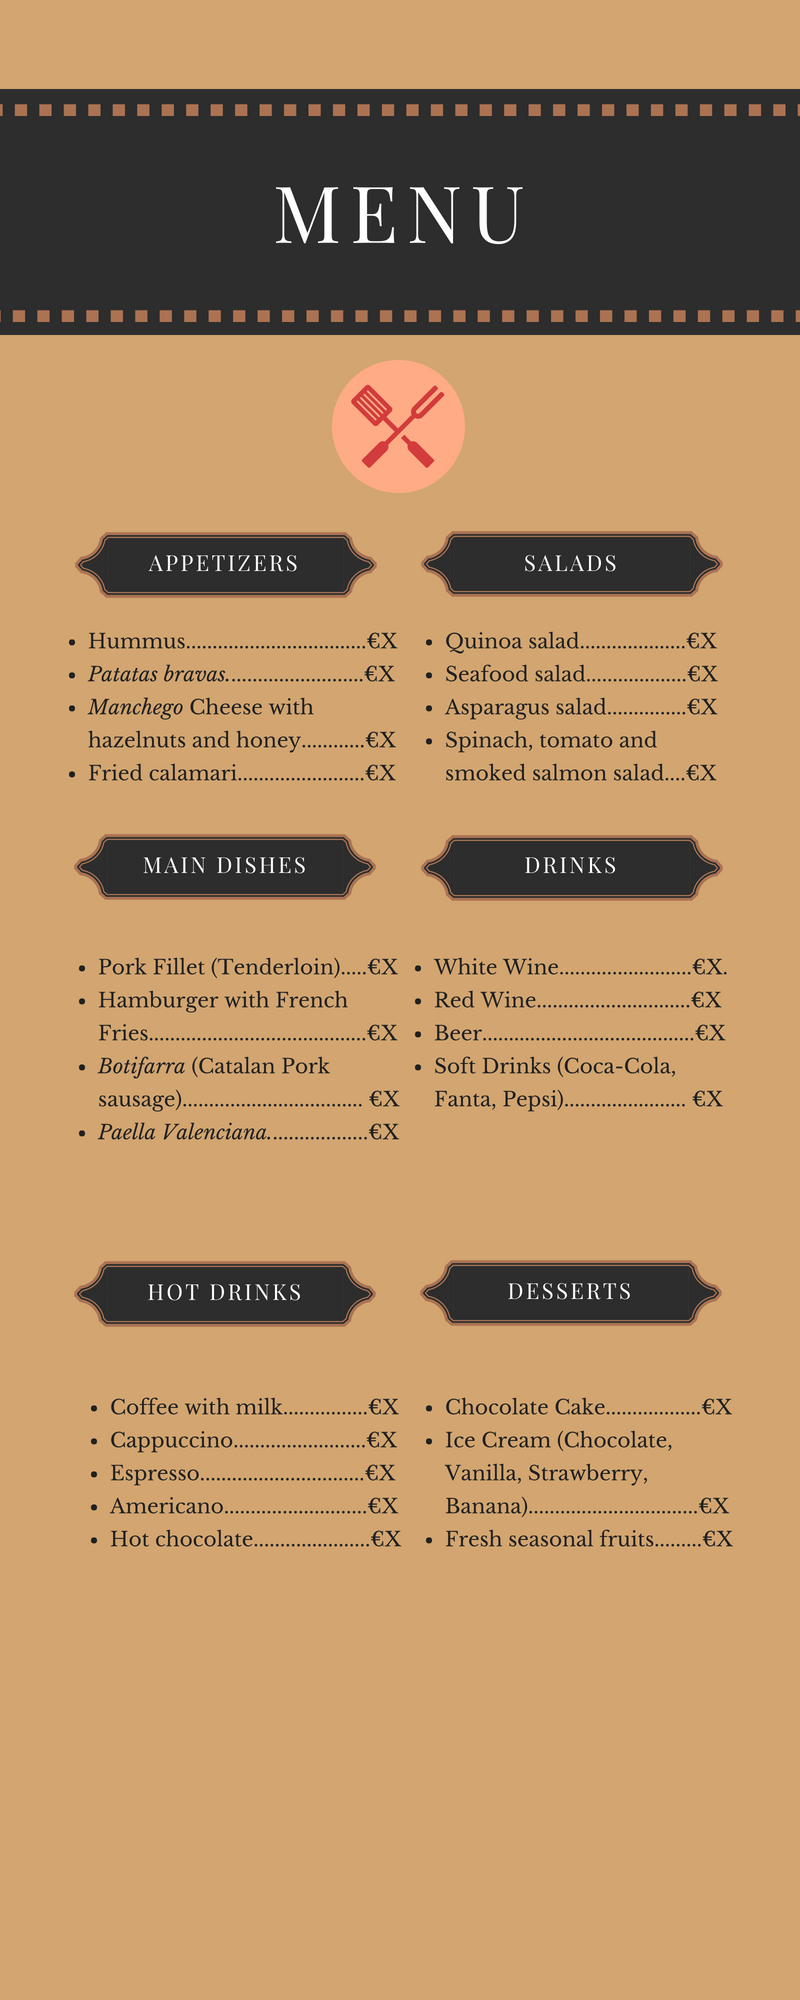 MENU
APPETIZERS
Hummus..................................€X
Patatas bravas..........................€X
Manchego Cheese with
hazelnuts and honey............€X
Fried calamari........................€X
SALADS
Quinoa salad....................€X
Seafood salad...................€X
Asparagus salad...............€X
Spinach, tomato and
smoked salmon salad....€X
MAIN DISHES
Pork Fillet (Tenderloin).....€X
Hamburger with French
Fries.........................................€X
Botifarra (Catalan Pork
sausage).................................. €X
Paella Valenciana...................€X
DRINKS
White Wine.........................€X.
Red Wine.............................€X
Beer........................................€X
Soft Drinks (Coca-Cola,
Fanta, Pepsi)....................... €X
HOT DRINKS
Coffee with milk................€X
Cappuccino.........................€X
Espresso...............................€X
Americano...........................€X
Hot chocolate......................€X
DESSERTS
Chocolate Cake..................€X
Ice Cream (Chocolate,
Vanilla, Strawberry,
Banana)................................€X
Fresh seasonal fruits.........€X